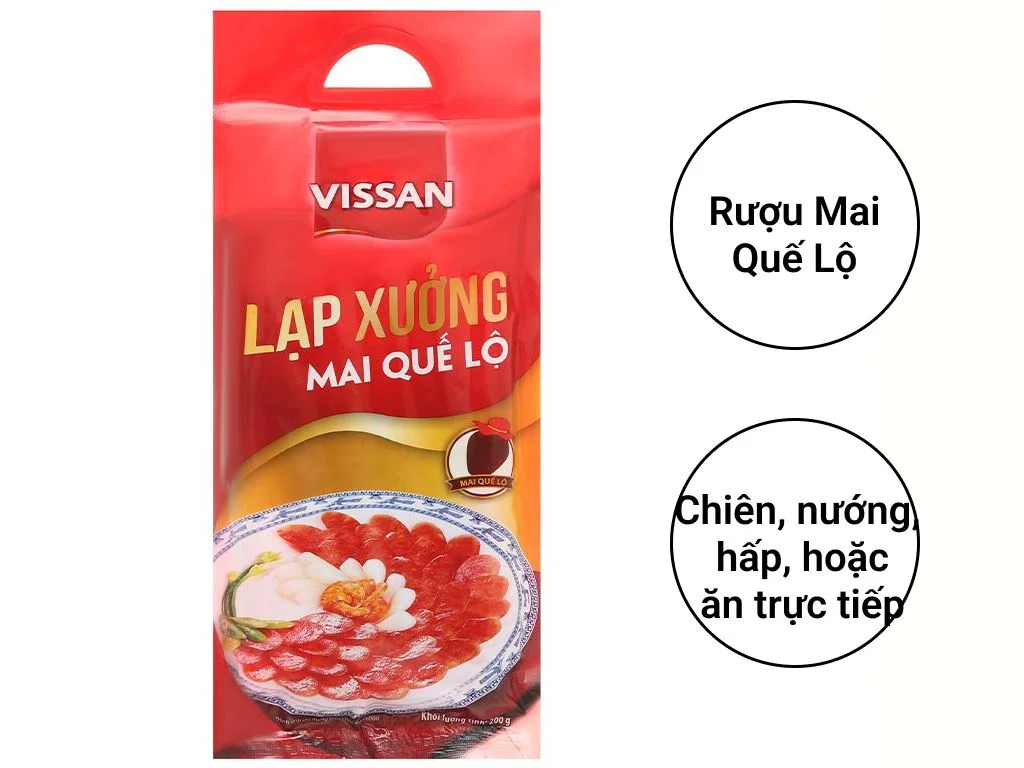 VISSAN
LẠP XƯỞNG
MAI QUẾ LỘ
MAI QUẾ LỘ
Khối lượng tịnh: 200 g
Rượu Mai
Quế Lộ
Chiên, nướng,
hấp, hoặc
ăn trực tiếp